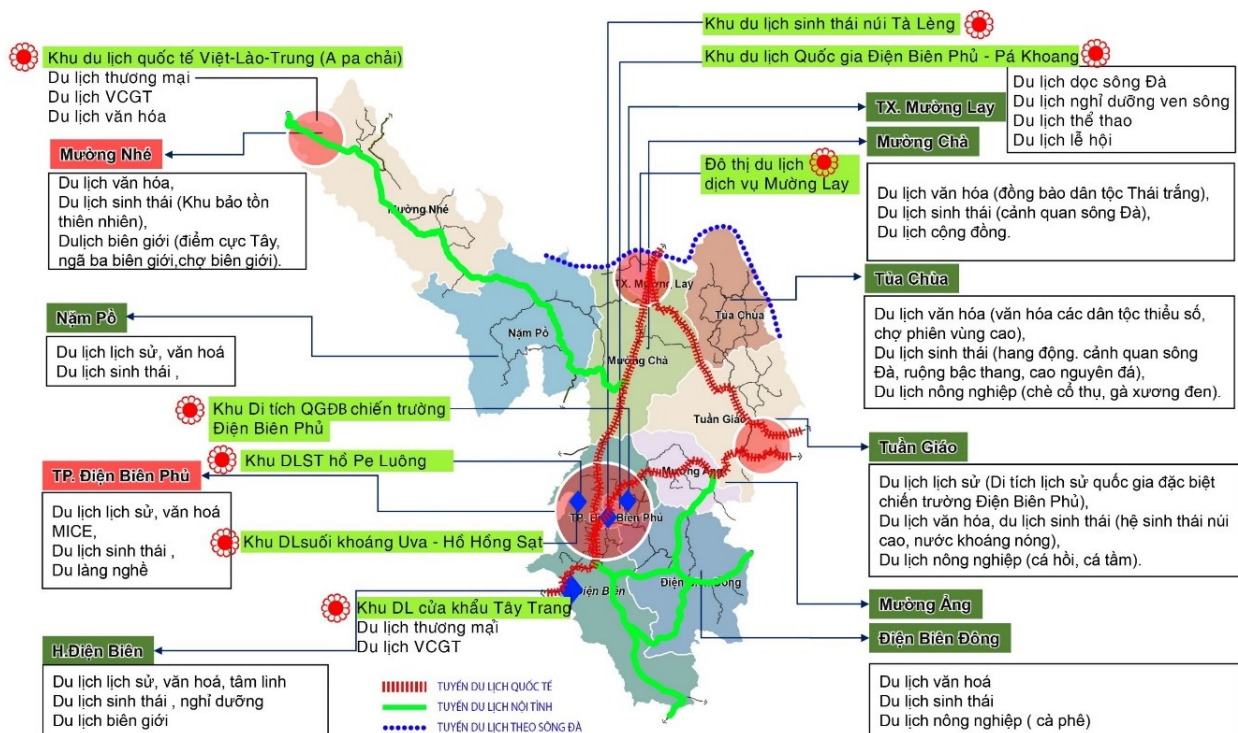 Khu du lịch quốc tế Việt-Lào-Trung (A pa chải)
Du lịch thương mại
Du lịch VCGT
Du lịch văn hóa
Mường Nhé
Du lịch văn hóa,
Du lịch sinh thái (Khu bảo tồn
thiên nhiên),
Dulịch biên giới (điểm cực Tây,
ngã ba biên giới,chợ biên giới).
Nặm Pồ
Du lịch lịch sử, văn hoá
Du lịch sinh thái ,
Khu Di tích QGĐB chiến trường
Điện Biên Phủ
Khu DLST hồ Pe Luông
TP. Điện Biên Phủ
Du lịch lịch sử, văn hoá
MICE,
Du lịch sinh thái ,
Du làng nghề
Khu DLsuối khoáng Uva - Hồ Hồng Sạt
Khu DL cửa khẩu Tây Trang
Du lịch thương mại
Du lịch VCGT
H.Điện Biên
Du lịch lịch sử, văn hoá, tâm linh
Du lịch sinh thái , nghỉ dưỡng
Du lịch biên giới
Khu du lịch sinh thái núi Tà Lèng
Khu du lịch Quốc gia Điện Biên Phủ - Pá Khoang
Đô thị du lịch
dịch vụ Mường Lay
TX. Mường Lay
Du lịch dọc sông Đà
Du lịch nghỉ dưỡng ven sông
Du lịch thể thao
Du lịch lễ hội
Mường Chà
Du lịch văn hóa (đồng bào dân tộc Thái trắng),
Du lịch sinh thái (cảnh quan sông Đà),
Du lịch cộng đồng.
Tủa Chùa
Du lịch văn hóa (văn hóa các dân tộc thiểu số,
chợ phiên vùng cao),
Du lịch sinh thái (hang động. cảnh quan sông
Đà, ruộng bậc thang, cao nguyên đá),
Du lịch nông nghiệp (chè cổ thụ, gà xương đen).
Tuần Giáo
Du lịch lịch sử (Di tích lịch sử quốc gia đặc biệt
chiến trường Điện Biên Phủ),
Du lịch văn hóa, du lịch sinh thái (hệ sinh thái núi
cao, nước khoáng nóng),
Du lịch nông nghiệp (cá hồi, cá tầm).
Mường Ảng
Điện Biên Đông
Du lịch văn hoá
Du lịch sinh thái
Du lịch nông nghiệp ( cà phê)
Mường Nhé
Nặm Pồ
TX. Mường Lay
Tủa Chùa
Mường Chà
Tuần Giáo
Mường Ảng
TP. Biên Phủ
Điện Biên
TUYẾN DU LỊCH QUỐC TẾ
TUYẾN DU LỊCH NỘI TỈNH
TUYẾN DU LỊCH THEO SÔNG ĐÀ